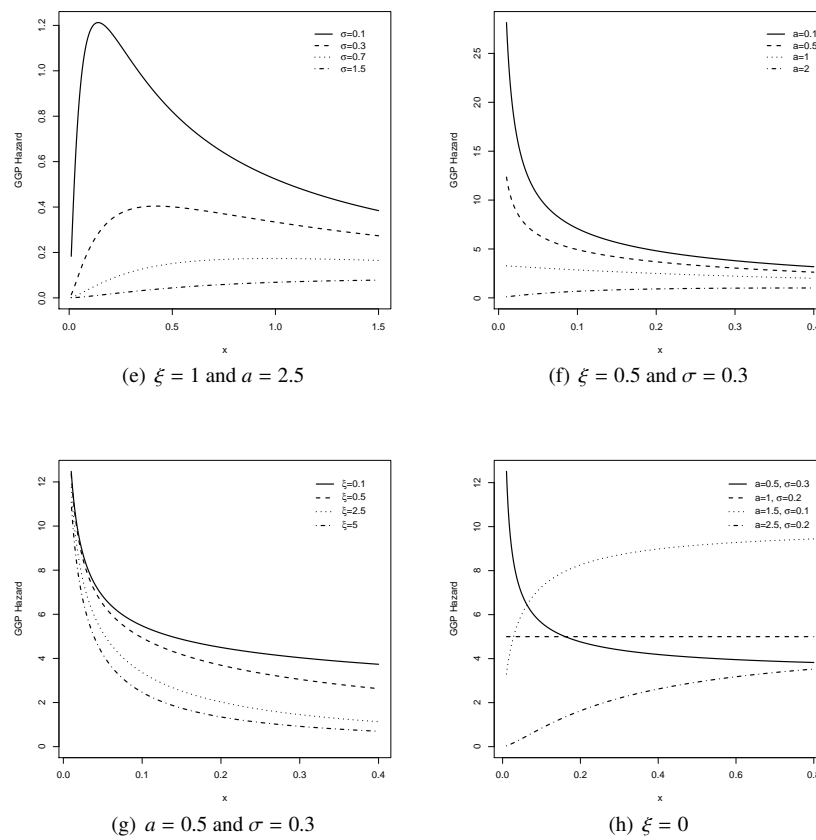 GGP Hazard
0.0 0.2 0.4 0.6 0.8 1.0 1.2
σ=0.1
σ=0.3
σ=0.7
σ=1.5
0.0 0.5 1.0 1.5
x
(e) ξ = 1 and a = 2.5
GGP Hazard
0 5 10 15 20 25
a=0.1
a=0.5
a=1
a=2
0.0 0.1 0.2 0.3 0.4
x
(f) ξ = 0.5 and σ = 0.3
GGP Hazard
0 2 4 6 8 10 12
ξ=0.1
ξ=0.5
ξ=2.5
ξ=5
0.0 0.1 0.2 0.3 0.4
x
(g) a = 0.5 and σ = 0.3
GGP Hazard
0 2 4 6 8 10 12
a=0.5, σ=0.3
a=1, σ=0.2
a=1.5, σ=0.1
a=2.5, σ=0.2
0.0 0.2 0.4 0.6 0.8
x
(h) ξ = 0